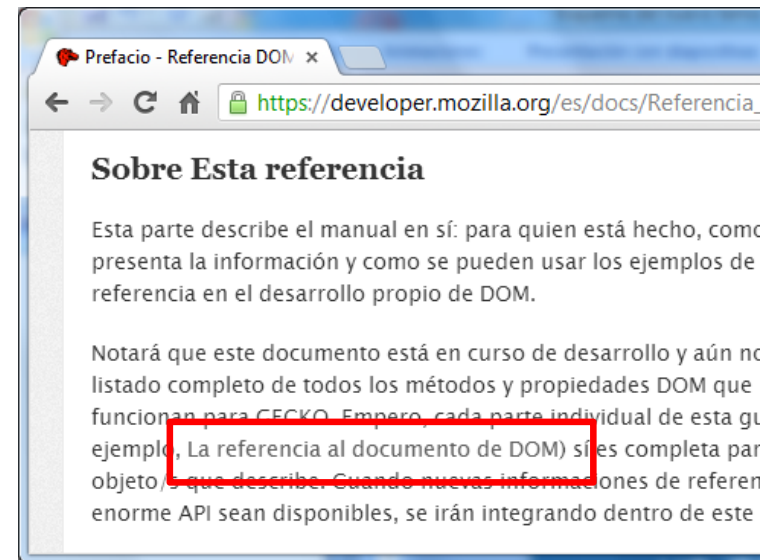 Prefacio - Referencia DOM
https://developer.mozilla.org/es/docs/Referencia_
Sobre Esta referencia
Esta parte describe el manual en sí: para quien está hecho, como
presenta la información y como se pueden usar los ejemplos de
referencia en el desarrollo propio de DOM.
Notará que este documento está en curso de desarrollo y aún no
listado completo de todos los métodos y propiedades DOM que
funcionan para GECKO. Empero, cada parte individual de esta gu
ejemplo, La referencia al documento de DOM) sí es completa par
objeto/s que describe. Cuando nuevas informaciones de referen
enorme API sean disponibles, se irán integrando dentro de este